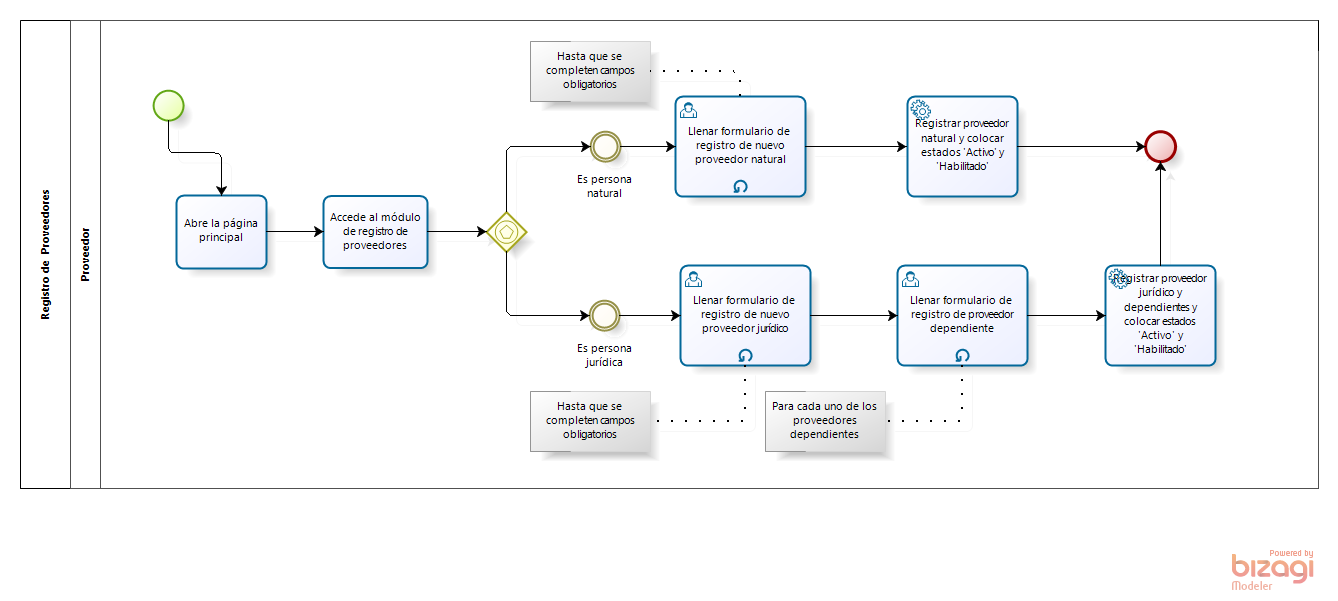 Registro de Proveedores
Proveedor
Hasta que se
completen campos
obligatorios
Llenar formulario de
registro de nuevo
proveedor natural
Registrar proveedor
natural y colocar
estados 'Activo' y
'Habilitado'
Es persona
natural
Abre la página
principal
Accede al módulo
de registro de
proveedores
Llenar formulario de
registro de nuevo
proveedor jurídico
Llenar formulario de
registro de proveedor
dependiente
Registrar proveedor
jurídico y
dependientes y
colocar estados
'Activo' y
'Habilitado'
Es persona
jurídica
Hasta que se
completen campos
obligatorios
Para cada uno de los
proveedores
dependientes
Powered by
bizagi
Modeler